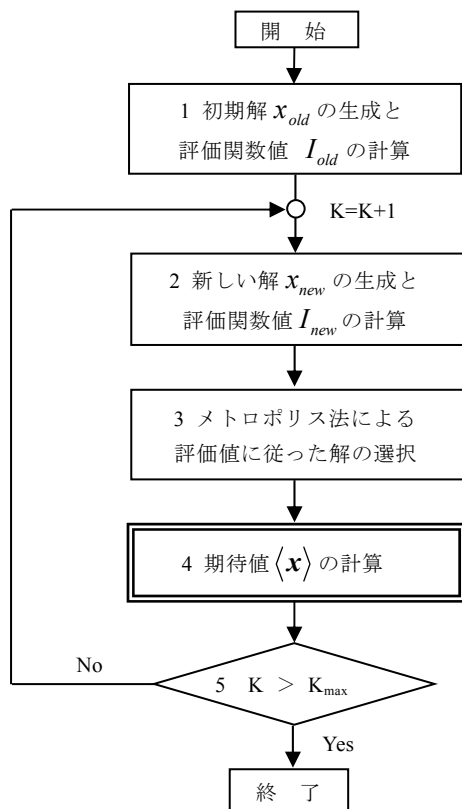 開 始
1 初期解 x_old の生成と
評価関数値 I_old の計算
K=K+1
2 新しい解 x_new の生成と
評価関数値 I_new の計算
3 メトロポリス法による
評価値に従った解の選択
4 期待値⟨x⟩の計算
No
5 K > K_max
Yes
終 了